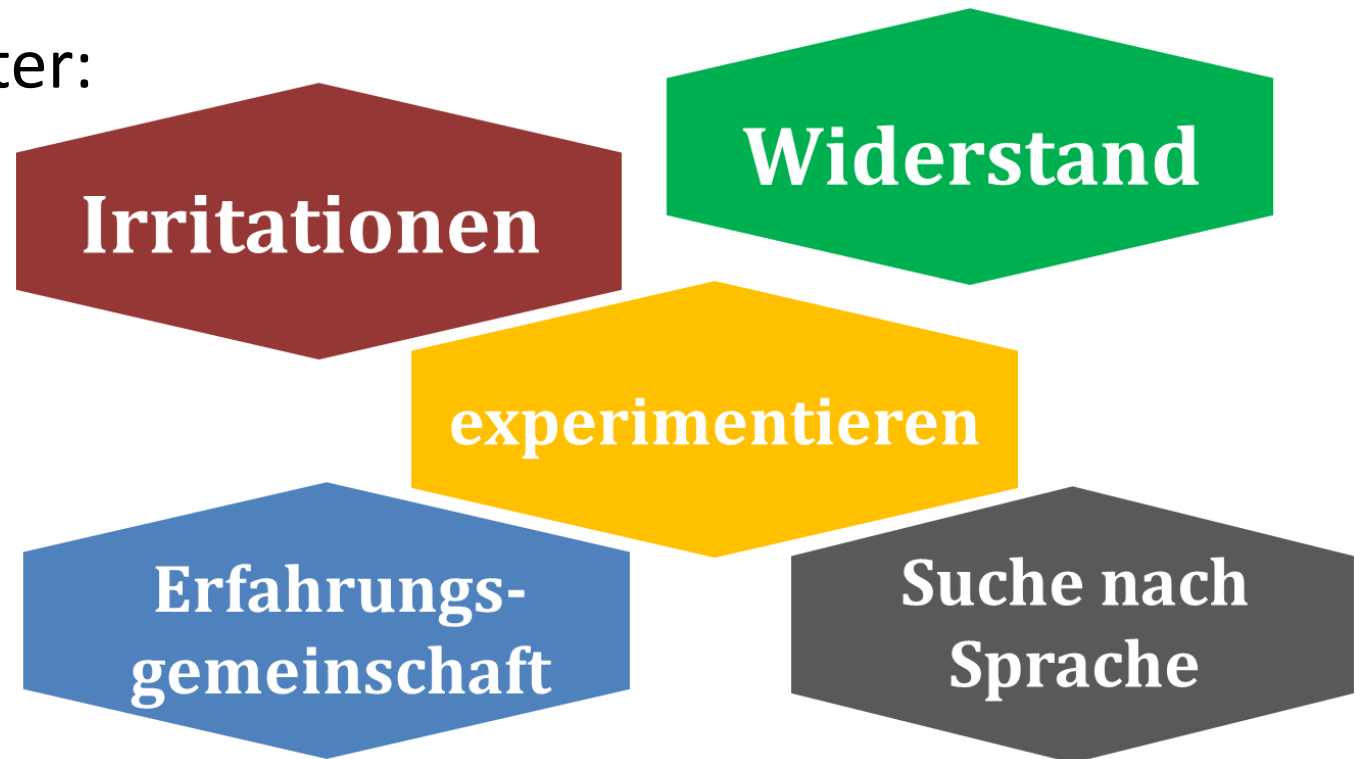 ter:
Irritationen
Widerstand
experimentieren
Erfahrungs-
gemeinschaft
Suche nach
Sprache